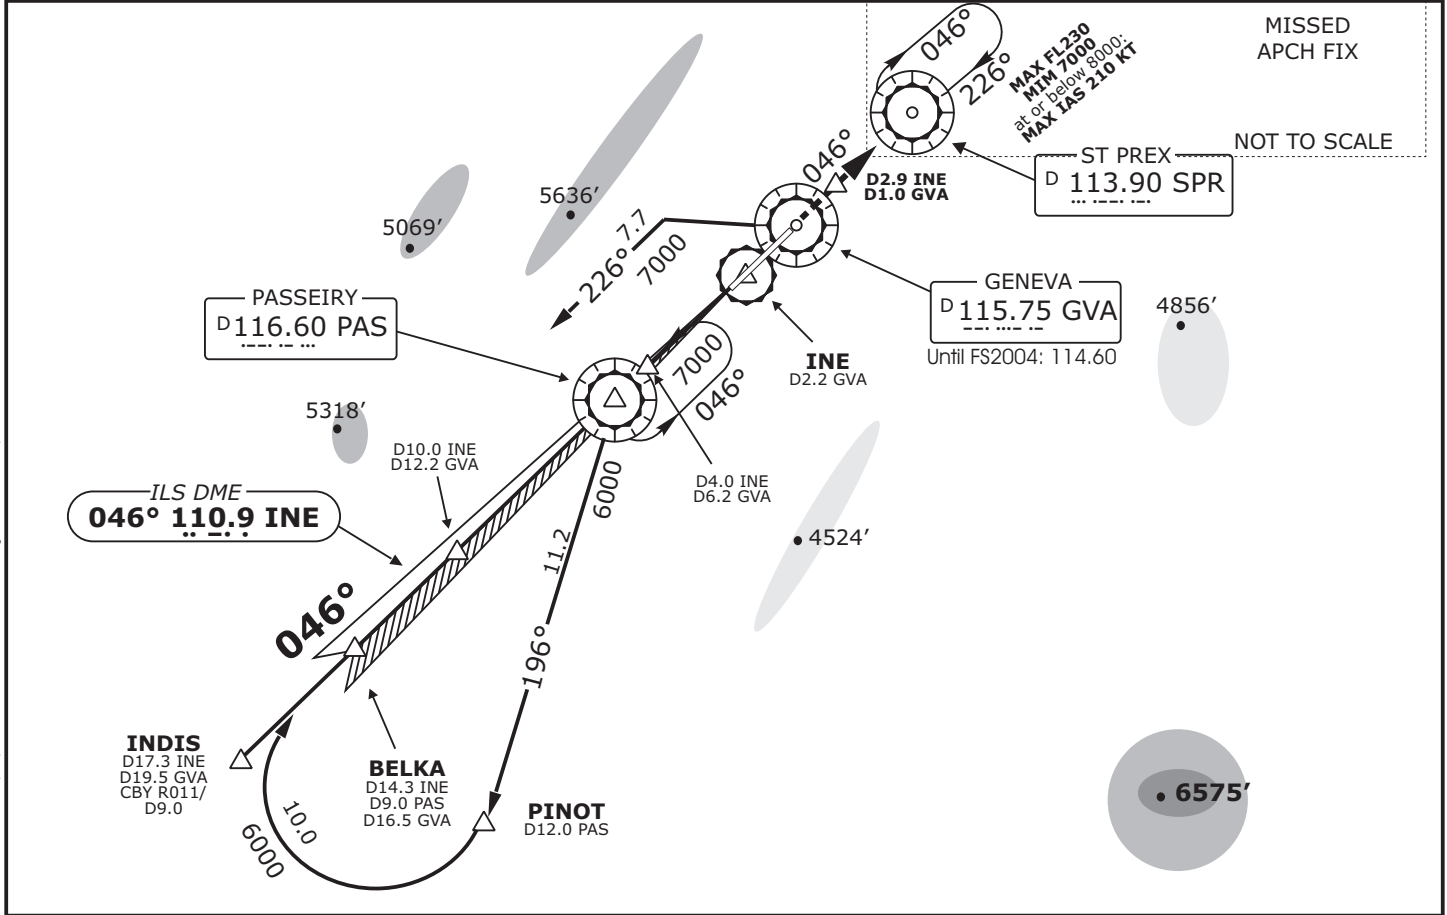 MISSED
APCH FIX
NOT TO SCALE
046°
226°
MAX FL230
MIM 7000
at or below 8000:
MAX IAS 210 KT
ST PREX
D 113.90 SPR
046°
D2.9 INE
D1.0 GVA
5636’
5069’
7.7
226°
7000
GENEVA
D 115.75 GVA
Until FS2004: 114.60
4856’
PASSEIRY
D 116.60 PAS
INE
D2.2 GVA
7000
046°
5318’
D10.0 INE
D12.2 GVA
D4.0 INE
D6.2 GVA
ILS DME
046° 110.9 INE
6000
11.2
196°
4524’
046°
INDIS
D17.3 INE
D19.5 GVA
CBY R011/
D9.0
BELKA
D14.3 INE
D9.0 PAS
D16.5 GVA
10.0
6000
PINOT
D12.0 PAS
6575’